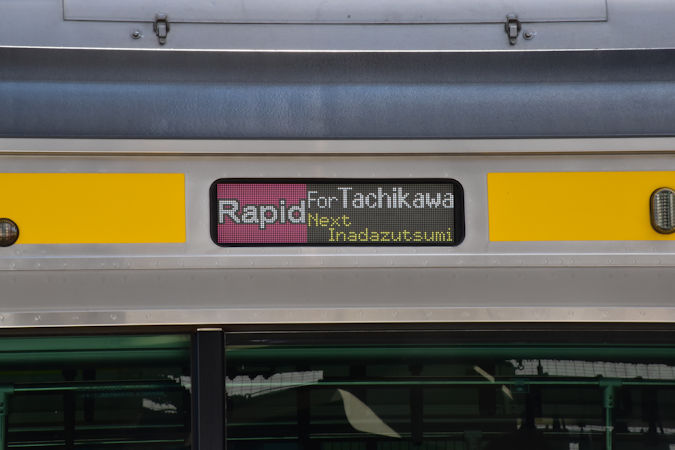 Rapid For Tachikawa
Next
Inadazutsumi